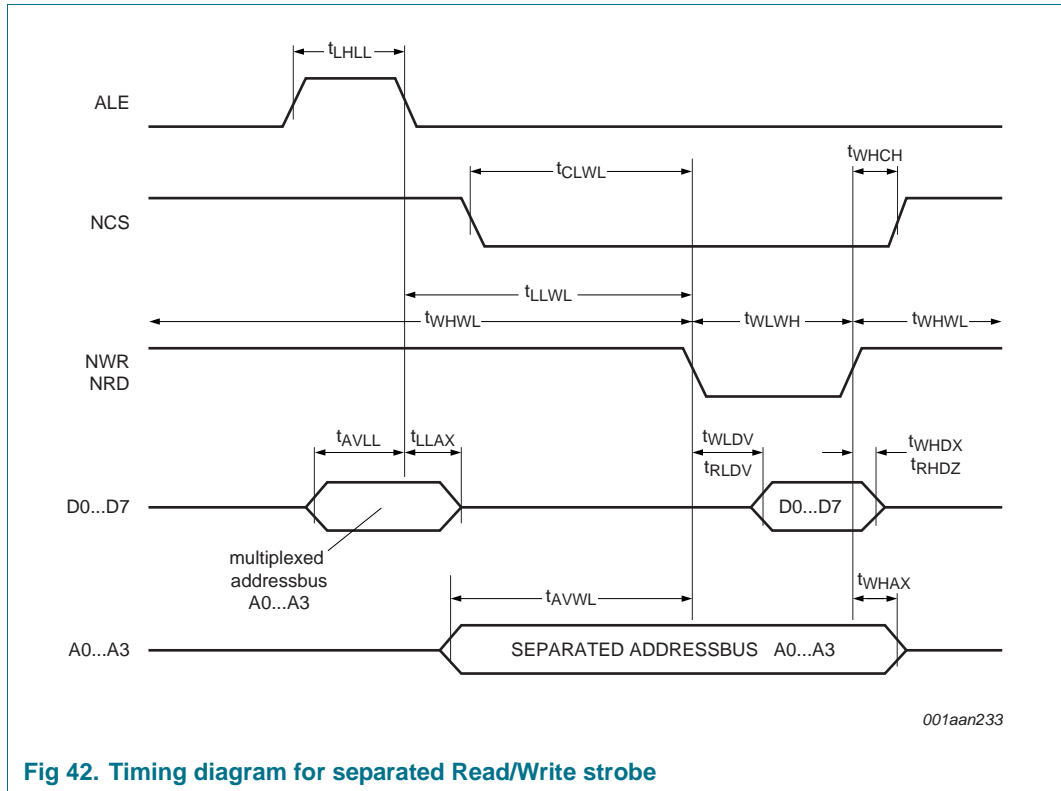 tLHLL
ALE
tCLWL
tWHCH
NCS
tLLWL
tWHWL
tWLWH
tWHWL
NWR
NRD
tAVLL
tLLAX
tWLDV
tRLDV
tWHDX
tRHDZ
D0...D7
D0...D7
multiplexed
addressbus
A0...A3
tAVWL
tWHAX
A0...A3
SEPARATED ADDRESSBUS A0...A3
001aan233
Fig 42. Timing diagram for separated Read/Write strobe